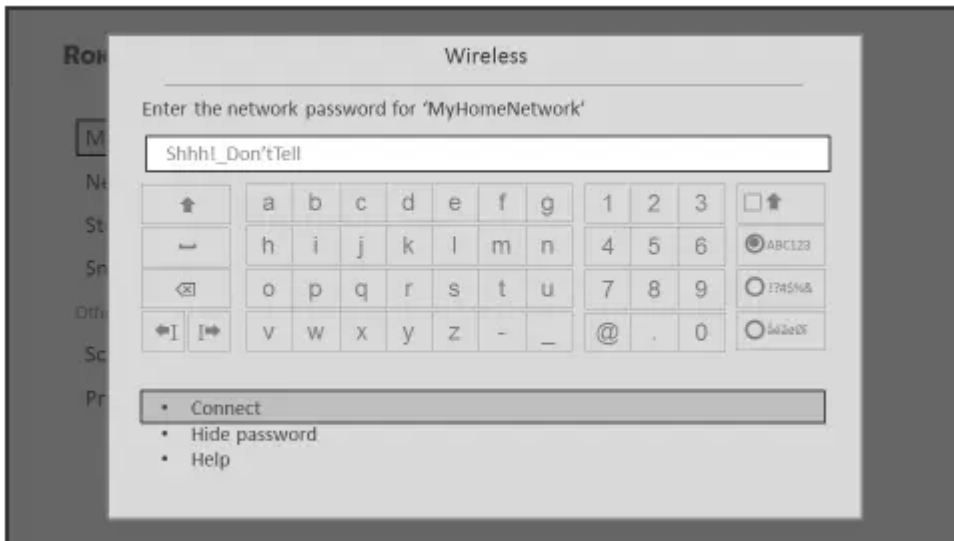 Wireless
Enter the network password for ‘MyHomeNetwork’
Shhh!_Don’tTell
a b c d e f g 1 2 3
h i j k l m n 4 5 6 ABC123
o p q r s t u 7 8 9 !?#$%&
v w x y z - _ @ . 0
• Connect
• Hide password
• Help